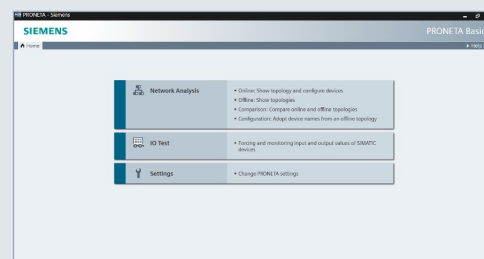 PRONETA - Siemens
SIEMENS
PRONETA Basic
Home
Help
Network Analysis
• Online: Show topology and configure devices
• Offline: Show topologies
• Comparison: Compare online and offline topologies
• Configuration: Adopt device names from an offline topology
IO Test
• Forcing and monitoring input and output values of SIMATIC
devices
Settings
• Change PRONETA settings